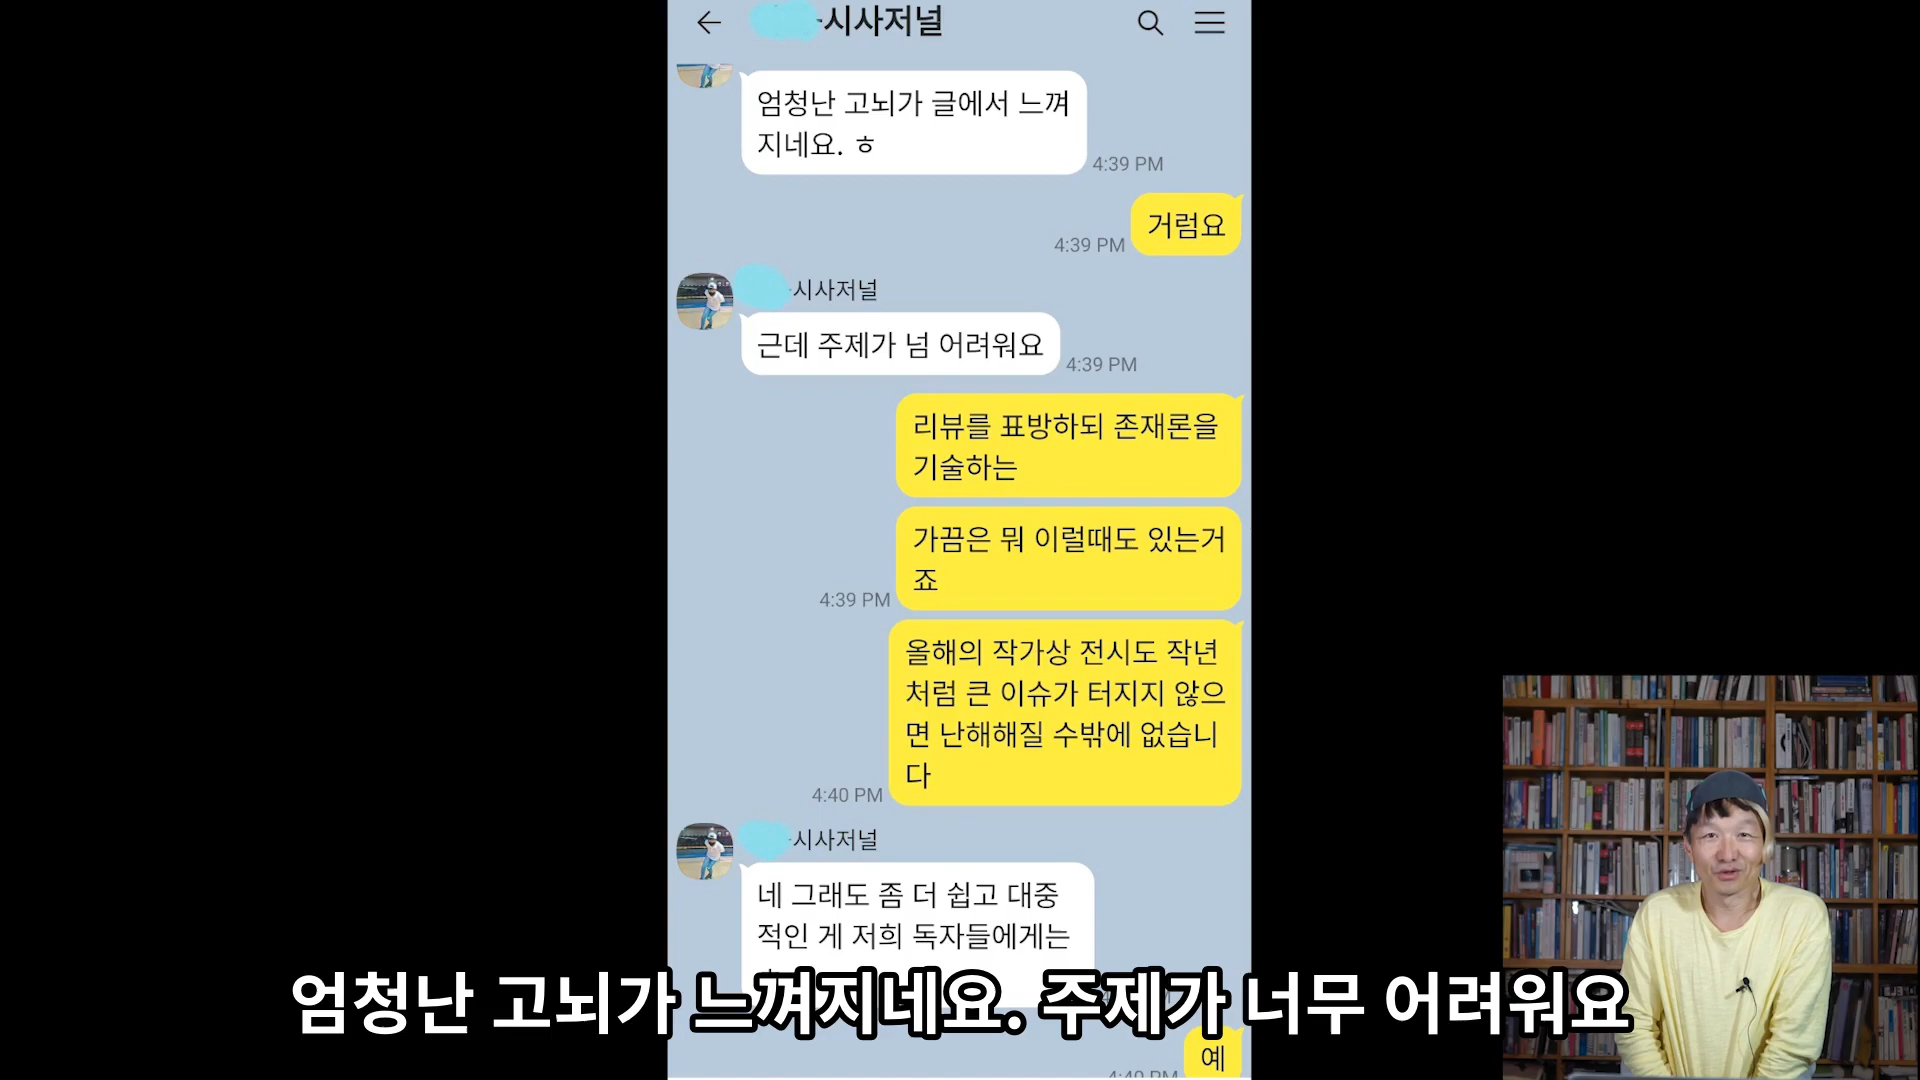 시사저널
엄청난 고뇌가 글에서 느껴
지네요. ㅎ
4:39 PM
거럼요
4:39 PM
시사저널
근데 주제가 넘 어려워요
4:39 PM
리뷰를 표방하되 존재론을
기술하는
가끔은 뭐 이럴때도 있는거
죠
4:39 PM
올해의 작가상 전시도 작년
처럼 큰 이슈가 터지지 않으
면 난해해질 수밖에 없습니
다
4:40 PM
시사저널
네 그래도 좀 더 쉽고 대중
적인 게 저희 독자들에게는
엄청난 고뇌가 느껴지네요. 주제가 너무 어려워요
예
4:40 PM